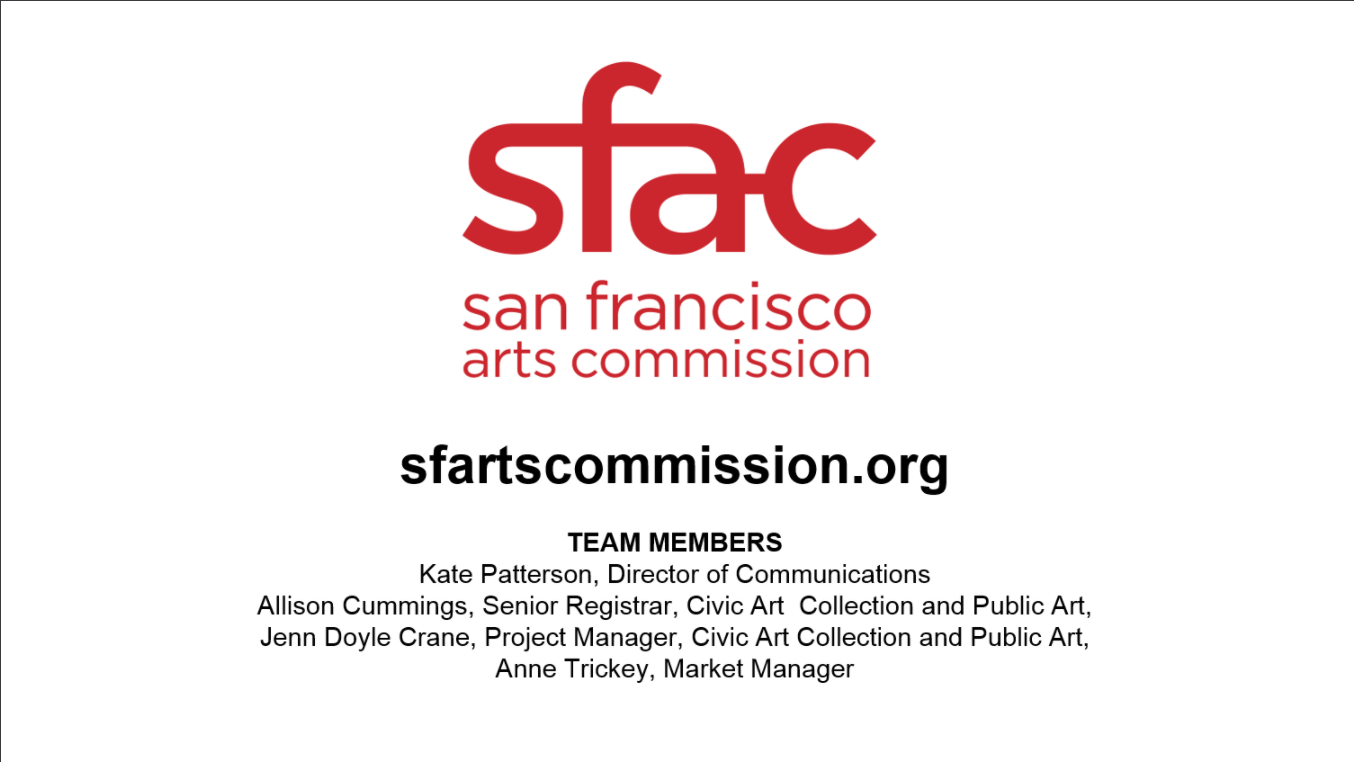 sfac
san francisco
arts commission
sfartscommission.org
TEAM MEMBERS
Kate Patterson, Director of Communications
Allison Cummings, Senior Registrar, Civic Art  Collection and Public Art,
Jenn Doyle Crane, Project Manager, Civic Art Collection and Public Art,
Anne Trickey, Market Manager